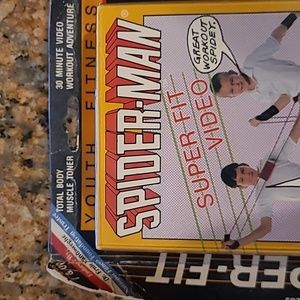 30 MINUTE VIDEO
WORKOUT ADVENTURE
YOUTH FITNESS
SPIDER-MAN
®
SUPER-FIT
VIDEO
GREAT
WORKOUT
SPIDEY.
TOTAL BODY
MUSCLE TONER
PER-FIT